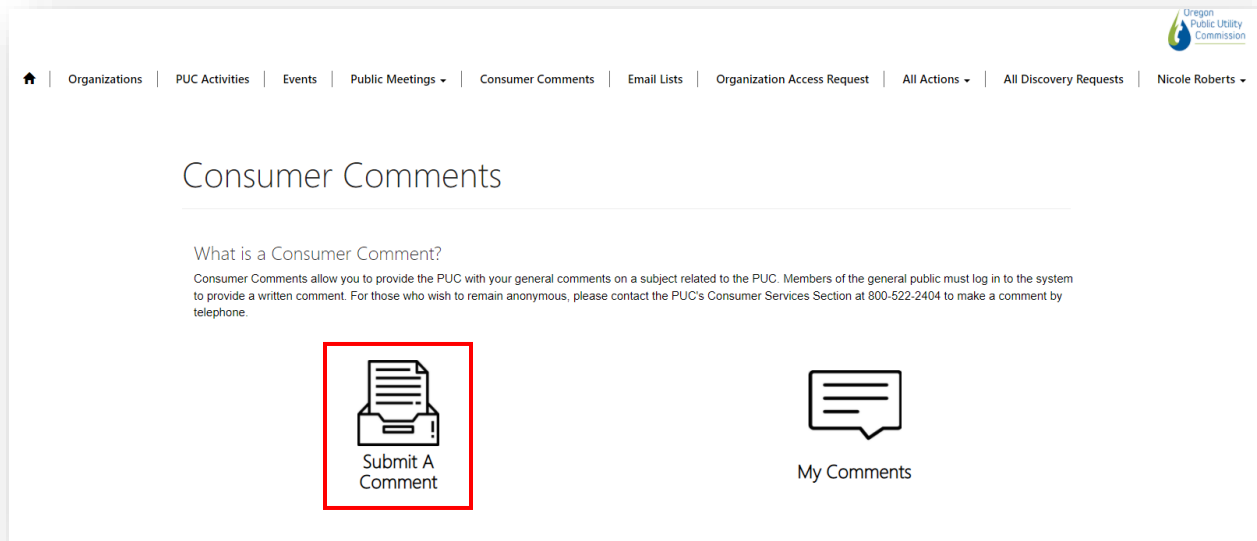 Oregon
Public Utility
Commission
Organizations
PUC Activities
Events
Public Meetings
Consumer Comments
Email Lists
Organization Access Request
All Actions
All Discovery Requests
Nicole Roberts
Consumer Comments
What is a Consumer Comment?
Consumer Comments allow you to provide the PUC with your general comments on a subject related to the PUC. Members of the general public must log in to the system
to provide a written comment. For those who wish to remain anonymous, please contact the PUC's Consumer Services Section at 800-522-2404 to make a comment by
telephone.
Submit A
Comment
My Comments